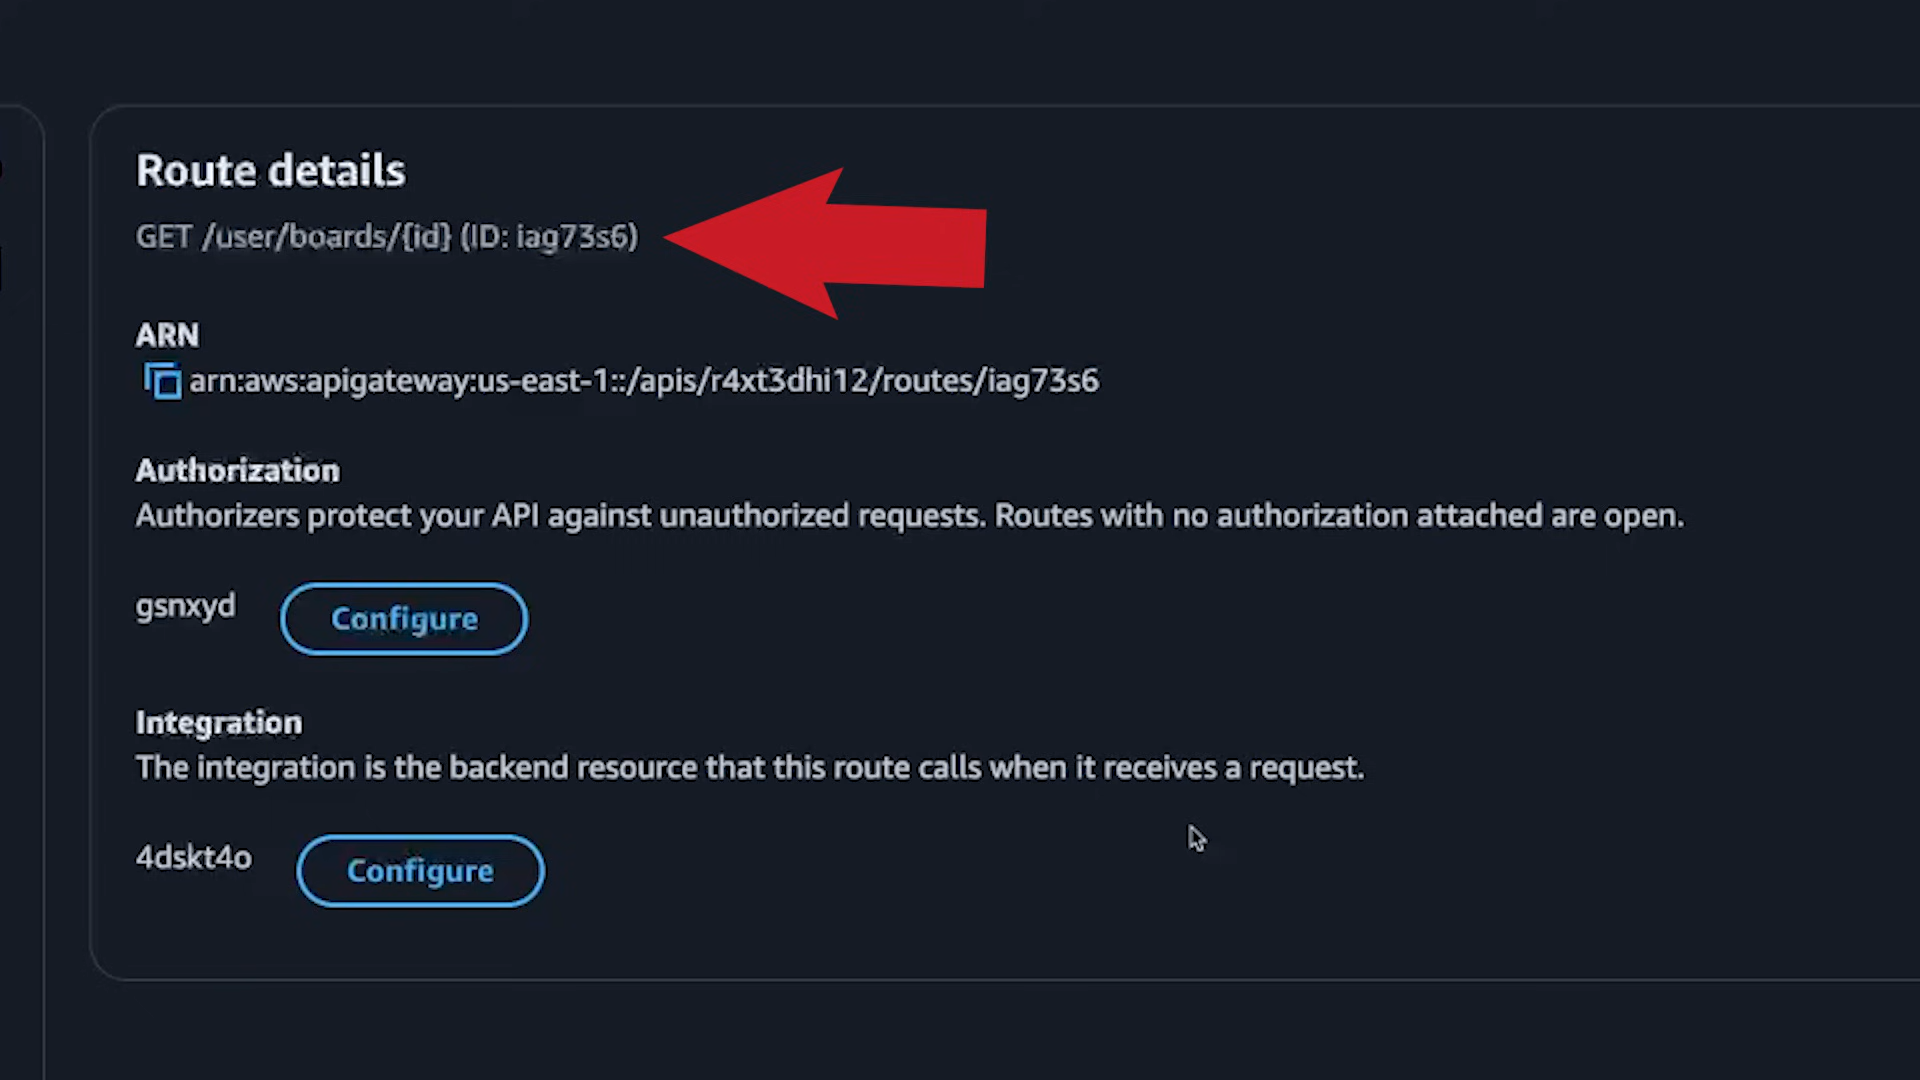 Route details
GET /user/boards/{id} (ID: iag73s6)
ARN
arn:aws:apigateway:us-east-1::/apis/r4xt3dhi12/routes/iag73s6
Authorization
Authorizers protect your API against unauthorized requests. Routes with no authorization attached are open.
gsnxyd
Configure
Integration
The integration is the backend resource that this route calls when it receives a request.
4dskt4o
Configure